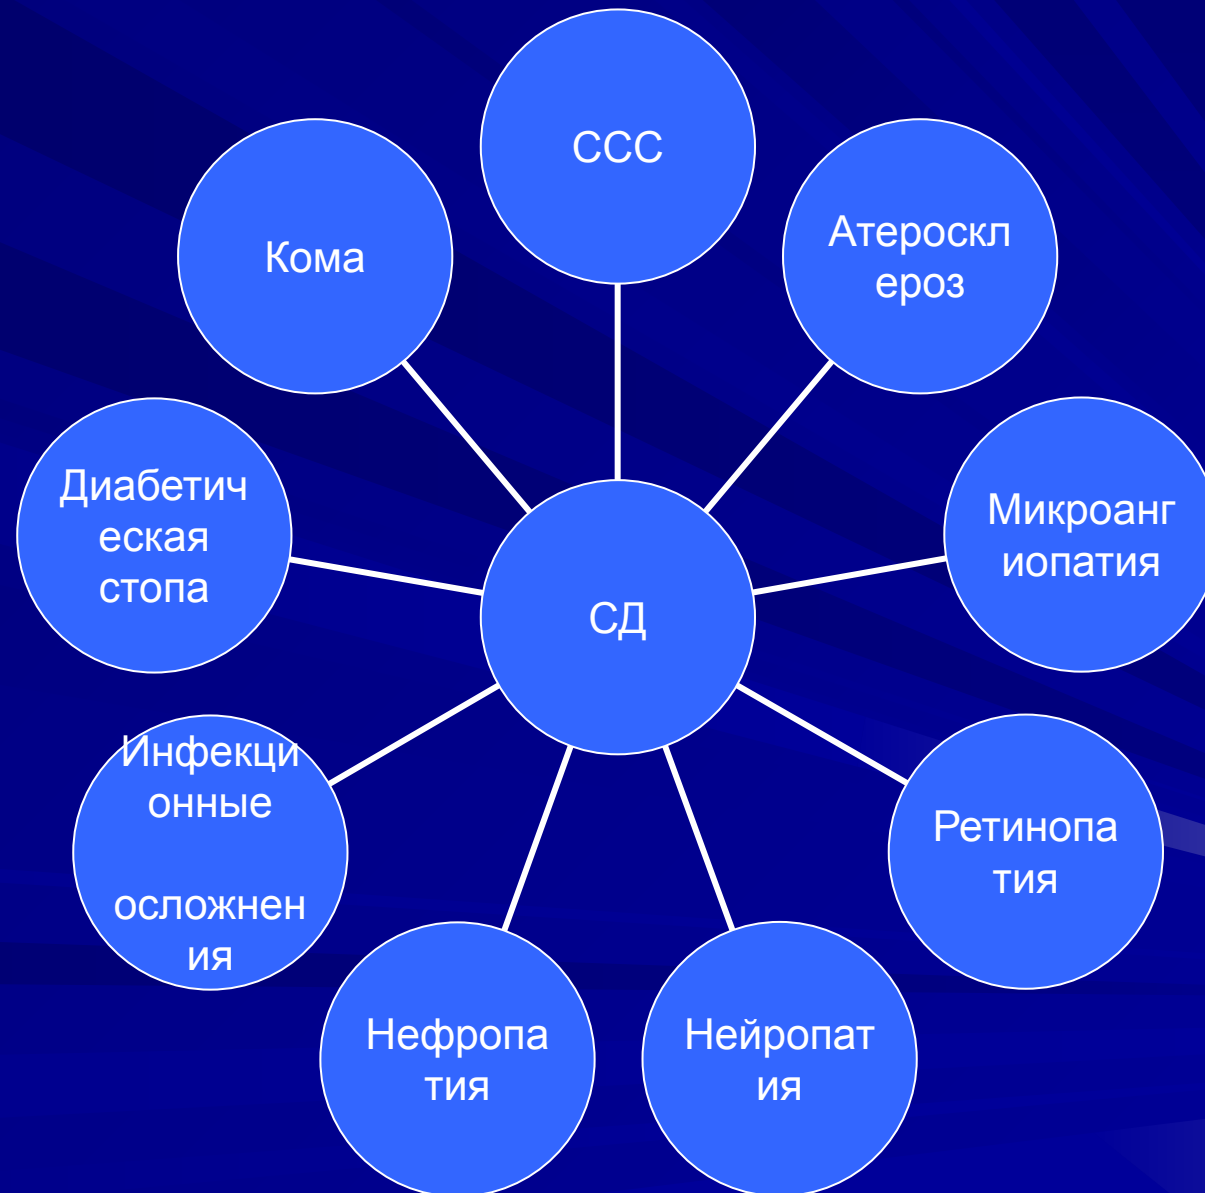 ССС
Атероскл
ероз
Микроанг
иопатия
Ретинопа
тия
Нейропат
ия
Нефропа
тия
Инфекци
онные
осложнен
ия
Диабетич
еская
стопа
Кома
СД